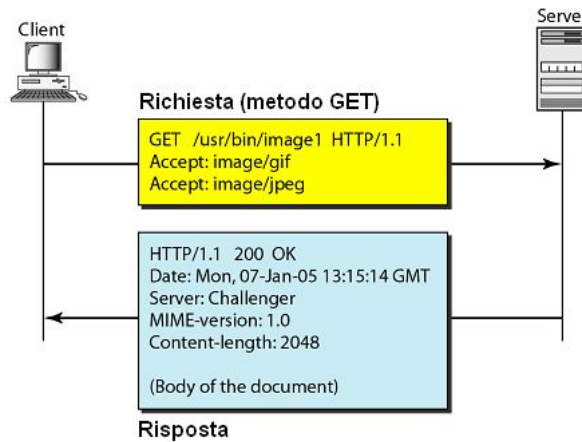 Client
Server
Richiesta (metodo GET)
GET /usr/bin/image1 HTTP/1.1
Accept: image/gif
Accept: image/jpeg
HTTP/1.1 200 OK
Date: Mon, 07-Jan-05 13:15:14 GMT
Server: Challenger
MIME-version: 1.0
Content-length: 2048
(Body of the document)
Risposta